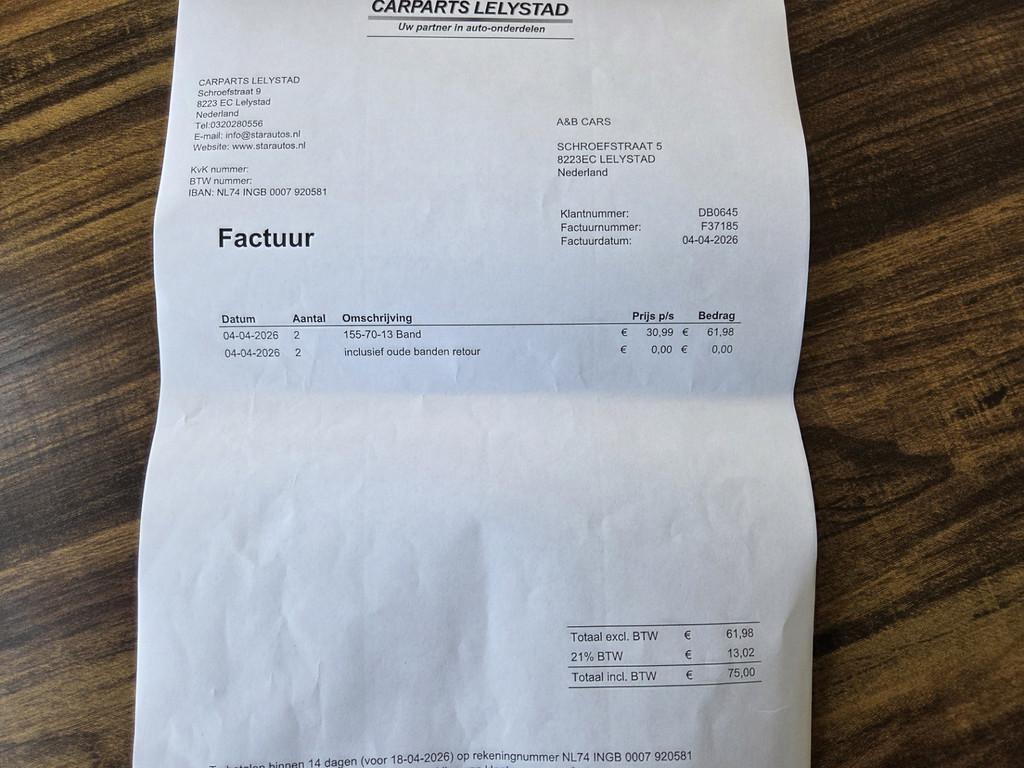 CARPARTS LELYSTAD
Uw partner in auto-onderdelen
CARPARTS LELYSTAD
Schroefstraat 9
8223 EC Lelystad
Nederland
Tel:0320280556
E-mail: info@starautos.nl
Website: www.starautos.nl
KvK nummer:
BTW nummer:
IBAN: NL74 INGB 0007 920581
A&B CARS
SCHROEFSTRAAT 5
8223EC LELYSTAD
Nederland
Klantnummer: DB0645
Factuurnummer: F37185
Factuurdatum: 04-04-2026
Factuur
Datum Aantal Omschrijving Prijs p/s Bedrag
04-04-2026 2 155-70-13 Band € 30,99 € 61,98
04-04-2026 2 inclusief oude banden retour € 0,00 € 0,00
Totaal excl. BTW € 61,98
21% BTW € 13,02
Totaal incl. BTW € 75,00
binnen 14 dagen (voor 18-04-2026) op rekeningnummer NL74 INGB 0007 920581